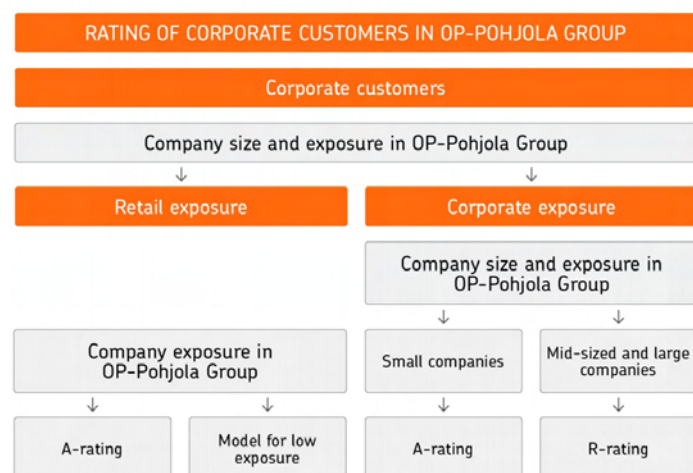 RATING OF CORPORATE CUSTOMERS IN OP-POHJOLA GROUP
Corporate customers
Company size and exposure in OP-Pohjola Group
Retail exposure
Corporate exposure
Company size and exposure in
OP-Pohjola Group
Company exposure in
OP-Pohjola Group
Small companies
Mid-sized and large
companies
A-rating
Model for low
exposure
A-rating
R-rating